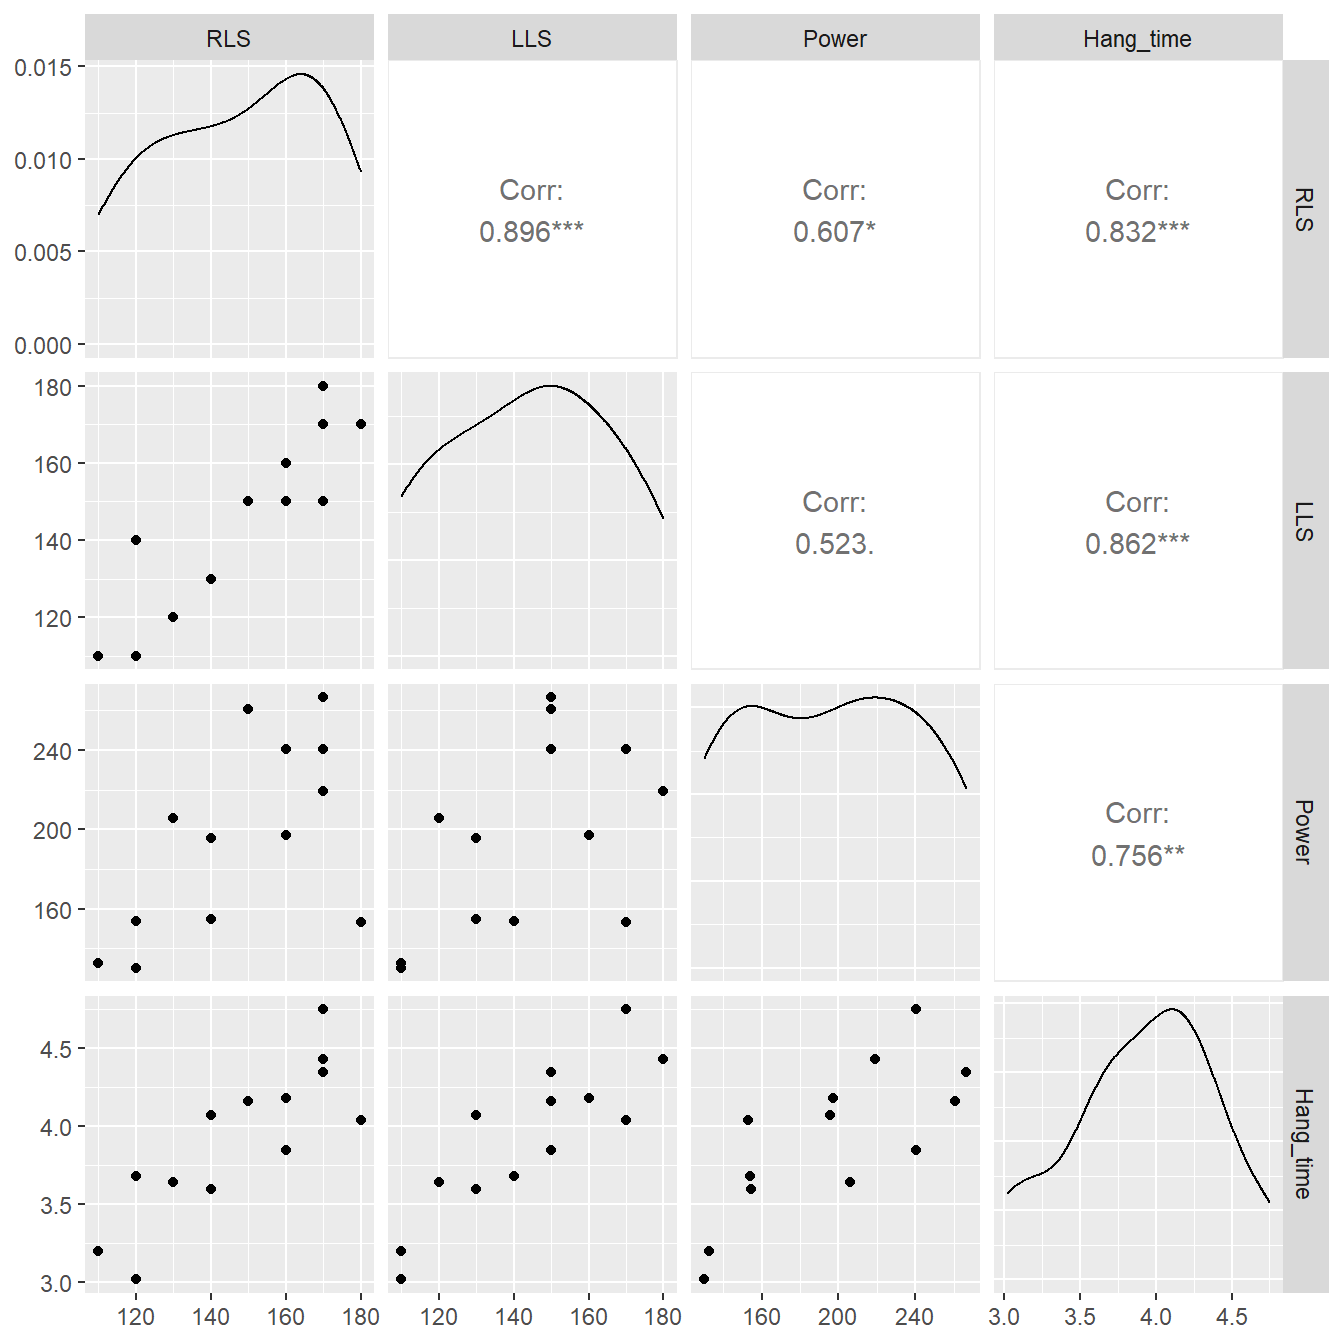 RLS
LLS
Power
Hang_time
0.015
0.010
0.005
0.000
Corr:
0.896***
Corr:
0.607*
Corr:
0.832***
RLS
180
160
140
120
Corr:
0.523.
Corr:
0.862***
LLS
240
200
160
Corr:
0.756**
Power
4.5
4.0
3.5
3.0
Hang_time
120 140 160 180
120 140 160 180
160 200 240
3.0 3.5 4.0 4.5